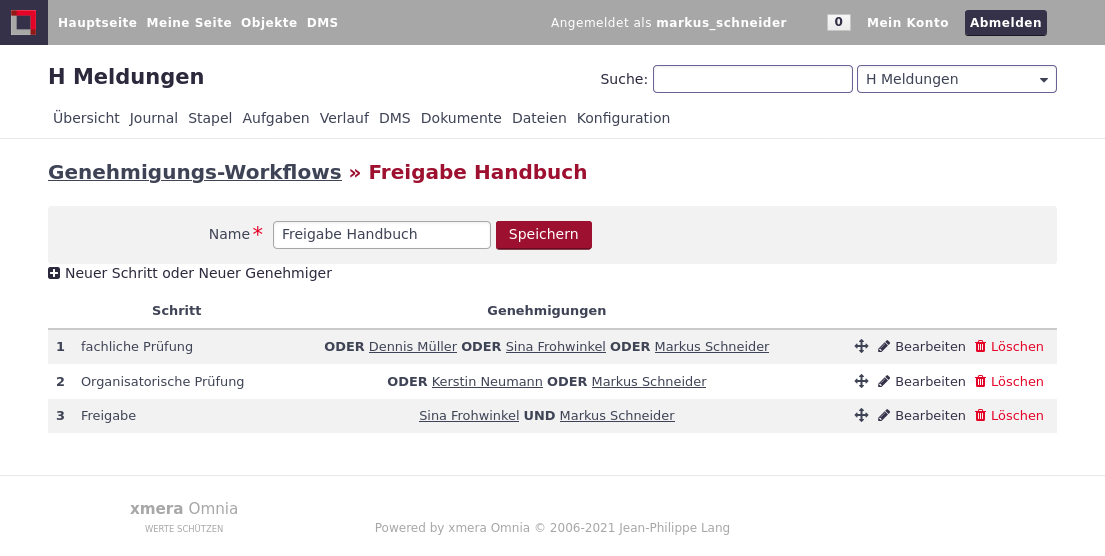 Hauptseite Meine Seite Objekte DMS Angemeldet als markus_schneider 0 Mein Konto Abmelden
H Meldungen Suche: H Meldungen
Übersicht Journal Stapel Aufgaben Verlauf DMS Dokumente Dateien Konfiguration
Genehmigungs-Workflows » Freigabe Handbuch
Name* Freigabe Handbuch Speichern
Neuer Schritt oder Neuer Genehmiger
Schritt Genehmigungen
1 fachliche Prüfung ODER Dennis Müller ODER Sina Frohwinkel ODER Markus Schneider Bearbeiten Löschen
2 Organisatorische Prüfung ODER Kerstin Neumann ODER Markus Schneider Bearbeiten Löschen
3 Freigabe Sina Frohwinkel UND Markus Schneider Bearbeiten Löschen
xmera Omnia
WERTE SCHÜTZEN
Powered by xmera Omnia © 2006-2021 Jean-Philippe Lang